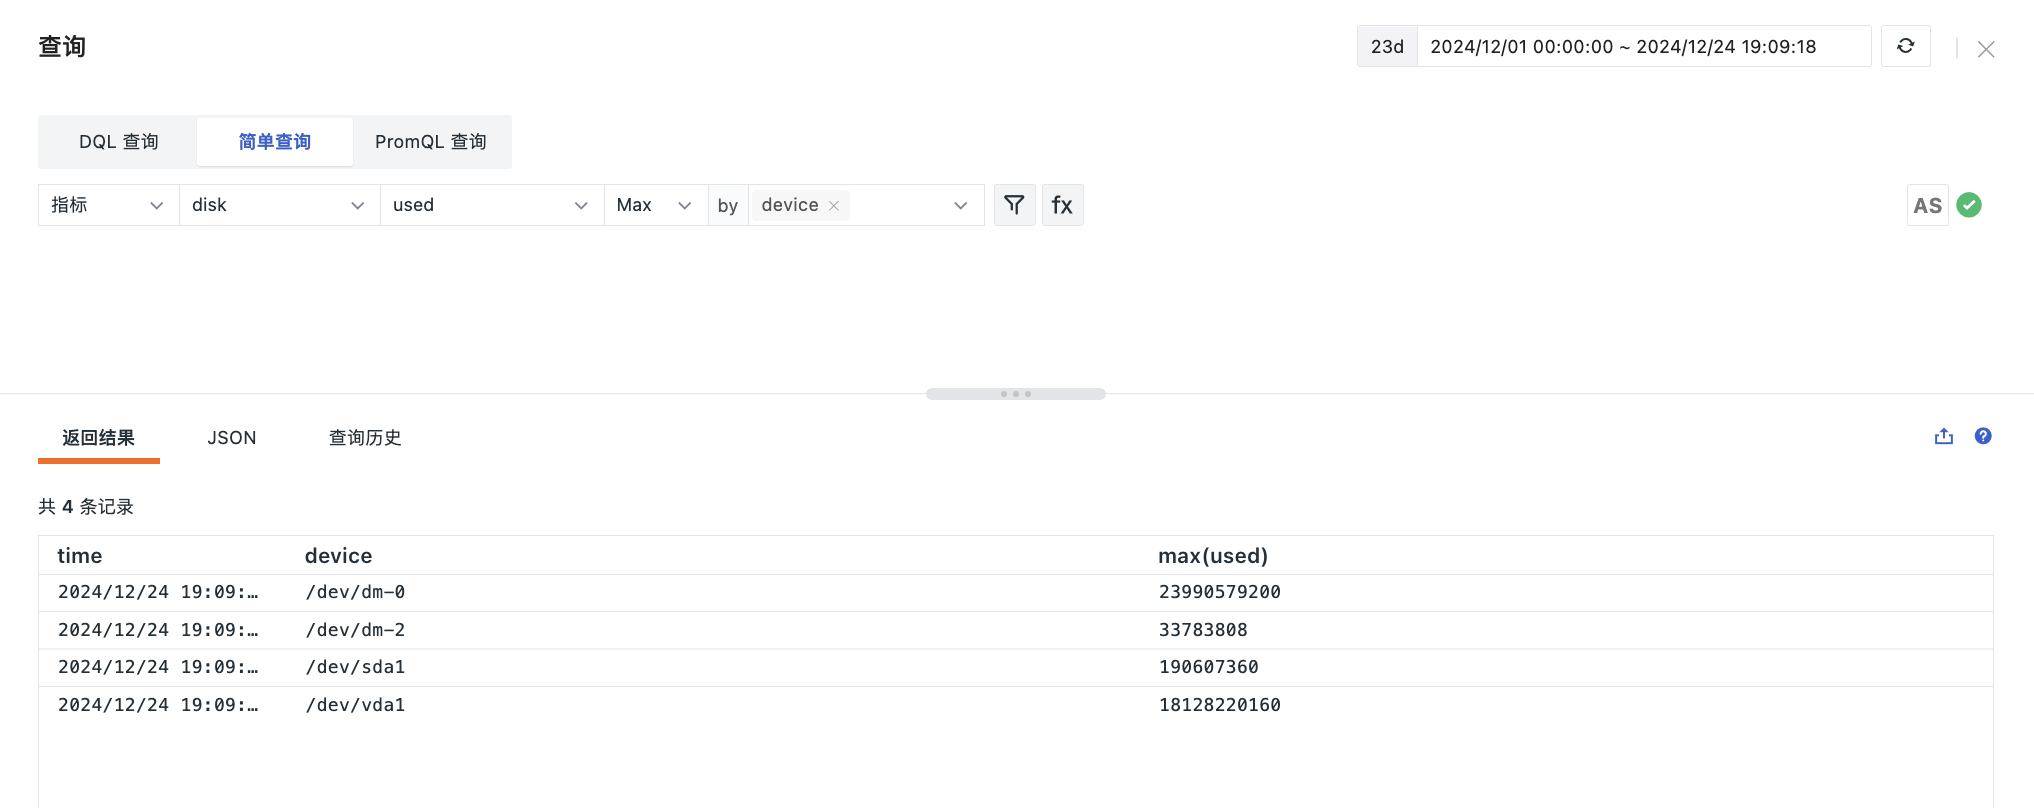 查询
23d 2024/12/01 00:00:00 ~ 2024/12/24 19:09:18
DQL 查询 简单查询 PromQL 查询
指标 disk used Max by device fx AS
返回结果 JSON 查询历史
共 4 条记录
time device max(used)
2024/12/24 19:09:… /dev/dm-0 23990579200
2024/12/24 19:09:… /dev/dm-2 33783808
2024/12/24 19:09:… /dev/sda1 190607360
2024/12/24 19:09:… /dev/vda1 18128220160